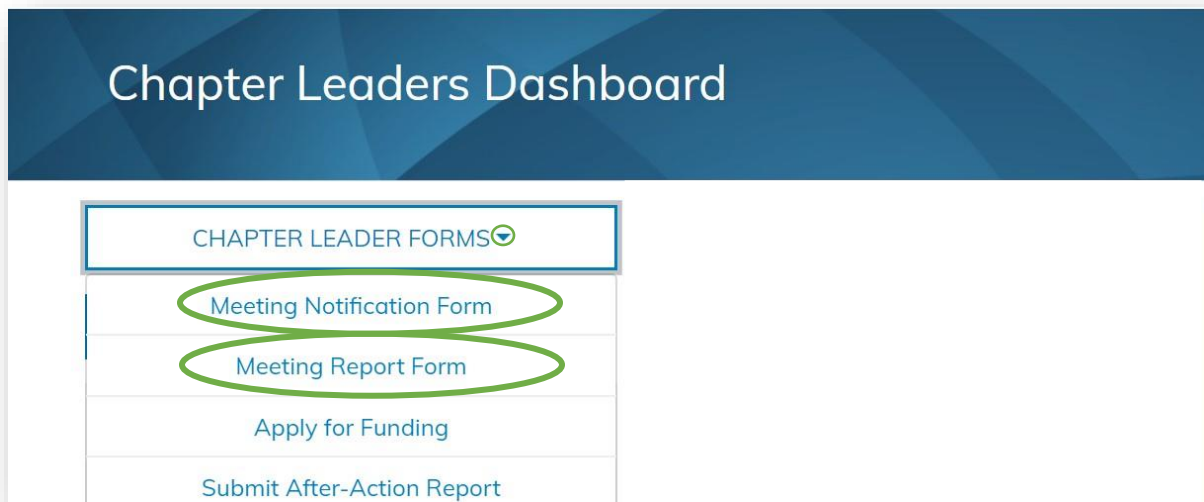 Chapter Leaders Dashboard
CHAPTER LEADER FORMS
Meeting Notification Form
Meeting Report Form
Apply for Funding
Submit After-Action Report